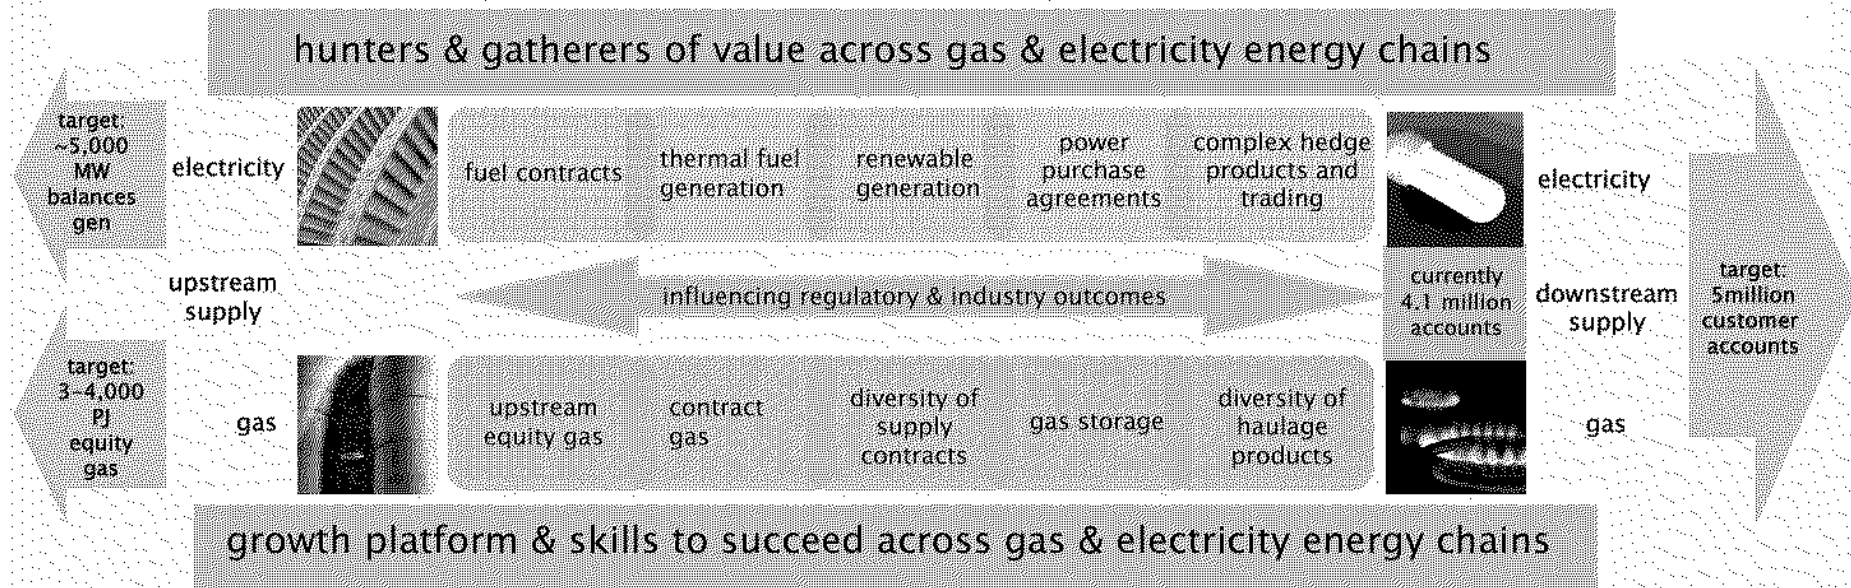 hunters & gatherers of value across gas & electricity energy chains
target:
~5,000
MW
balances
gen
electricity
fuel contracts
thermal fuel
generation
renewable
generation
power
purchase
agreements
complex hedge
products and
trading
electricity
upstream
supply
influencing regulatory & industry outcomes
currently
4.1 million
accounts
downstream
supply
target:
5million
customer
accounts
target:
3-4,000
PJ
equity
gas
gas
upstream
equity gas
contract
gas
diversity of
supply
contracts
gas storage
diversity of
haulage
products
gas
growth platform & skills to succeed across gas & electricity energy chains